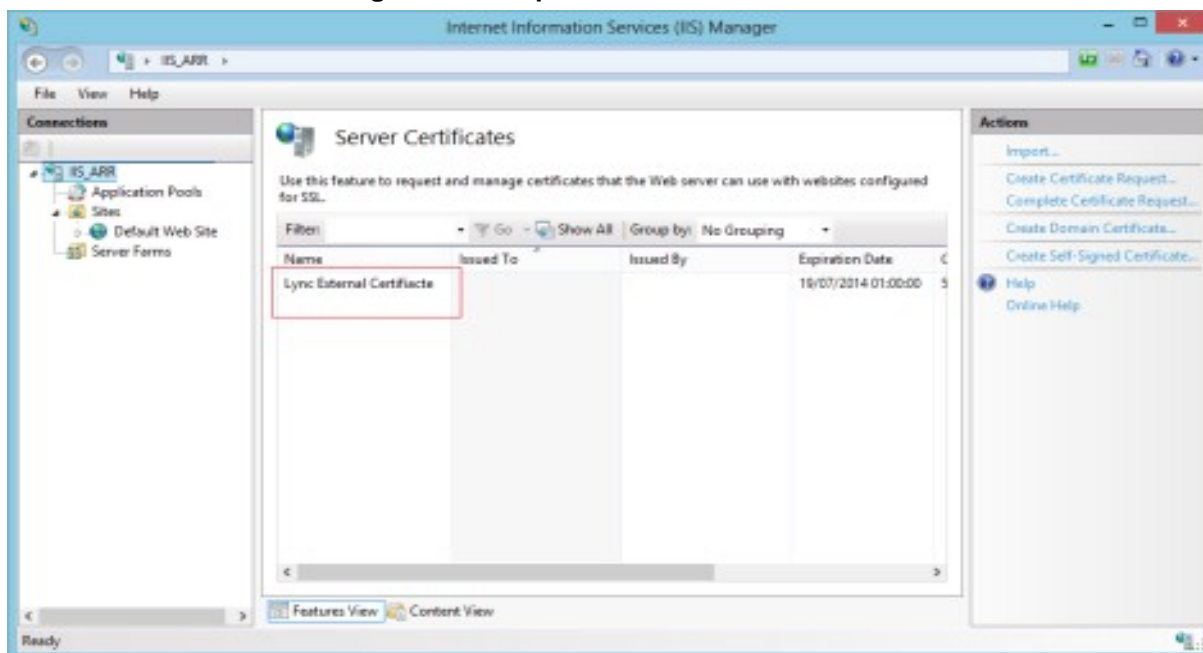 Internet Information Services (IIS) Manager
IIS_ARR
File View Help
Connections
IIS_ARR
Application Pools
Sites
Default Web Site
Server Farms
Server Certificates
Use this feature to request and manage certificates that the Web server can use with websites configured
for SSL.
Filter: Go Show All Group by: No Grouping
Name Issued To Issued By Expiration Date C
Lync External Certifiacte 19/07/2014 01:00:00 S
Features View Content View
Actions
Import...
Create Certificate Request...
Complete Certificate Request...
Create Domain Certificate...
Create Self-Signed Certificate...
Help
Online Help
Ready